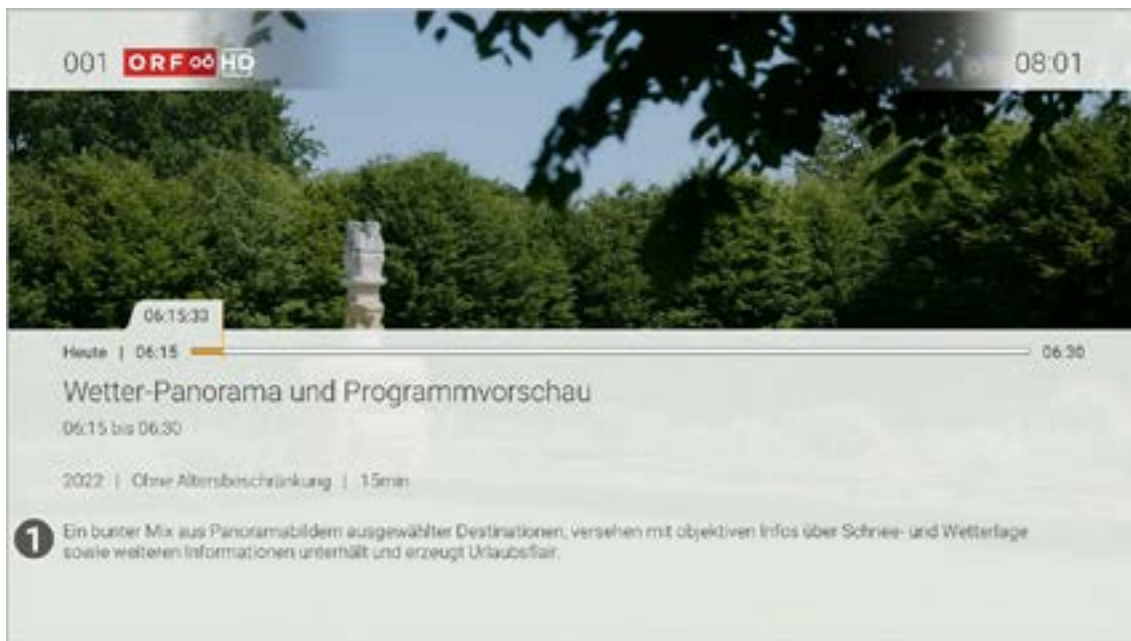 001 ORF oö HD 08:01
06:15:33
Heute | 06:15 06:30
Wetter-Panorama und Programmvorschau
06:15 bis 06:30
2022 | Ohne Altersbeschränkung | 15min
1 Ein bunter Mix aus Panoramabildern ausgewählter Destinationen, versehen mit objektiven Infos über Schnee- und Wetterlage
sowie weiteren Informationen unterhält und erzeugt Urlaubsflair.